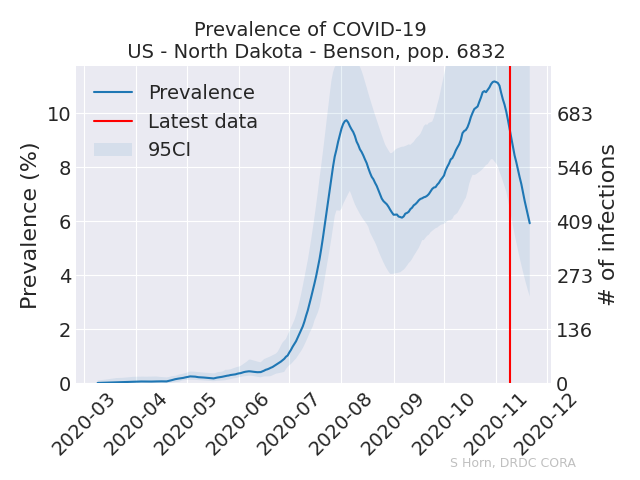 Prevalence of COVID-19
US - North Dakota - Benson, pop. 6832
Prevalence
Latest data
95CI
Prevalence (%)
0
2
4
6
8
10
# of infections
0
136
273
409
546
683
2020-03
2020-04
2020-05
2020-06
2020-07
2020-08
2020-09
2020-10
2020-11
2020-12
S Horn, DRDC CORA